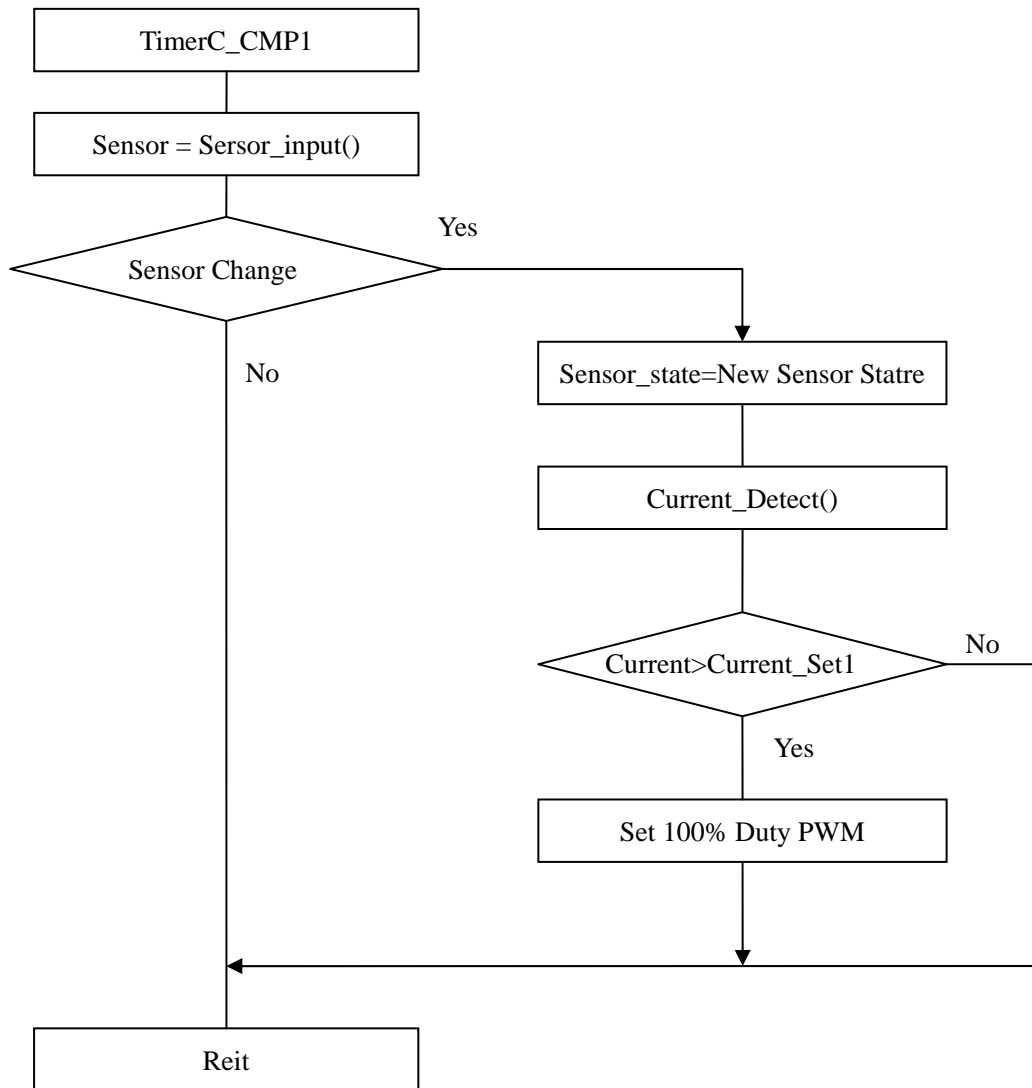 TimerC_CMP1
Sensor = Sersor_input()
Yes
Sensor Change
No
Sensor_state=New Sensor Statre
Current_Detect()
No
Current>Current_Set1
Yes
Set 100% Duty PWM
Reit